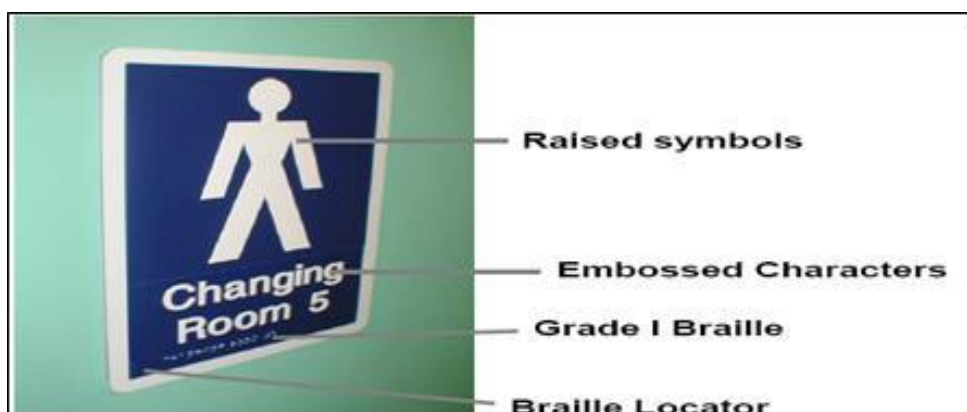 Raised symbols
Embossed Characters
Changing
Room 5
Grade I Braille
Braille Locator